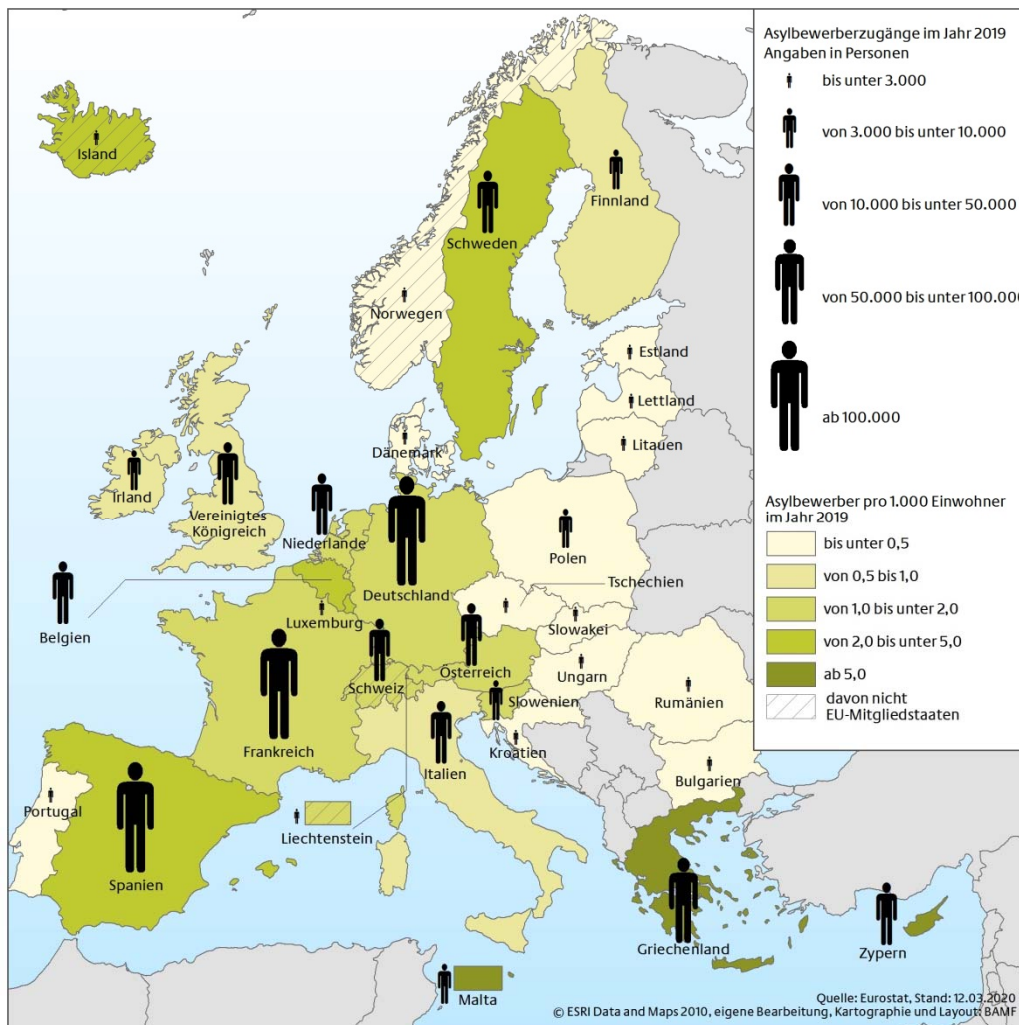 Asylbewerberzugänge im Jahr 2019
Angaben in Personen
bis unter 3.000
von 3.000 bis unter 10.000
von 10.000 bis unter 50.000
von 50.000 bis unter 100.000
ab 100.000
Asylbewerber pro 1.000 Einwohner
im Jahr 2019
bis unter 0,5
von 0,5 bis 1,0
von 1,0 bis unter 2,0
von 2,0 bis unter 5,0
ab 5,0
davon nicht
EU-Mitgliedstaaten
Island
Schweden
Finnland
Norwegen
Estland
Lettland
Dänemark
Litauen
Irland
Vereinigtes
Königreich
Niederlande
Polen
Deutschland
Tschechien
Belgien
Luxemburg
Slowakei
Schweiz
Österreich
Ungarn
Slowenien
Rumänien
Frankreich
Italien
Kroatien
Bulgarien
Portugal
Liechtenstein
Spanien
Griechenland
Zypern
Malta
Quelle: Eurostat, Stand: 12.03.2020
© ESRI Data and Maps 2010, eigene Bearbeitung, Kartographie und Layout: BAMF